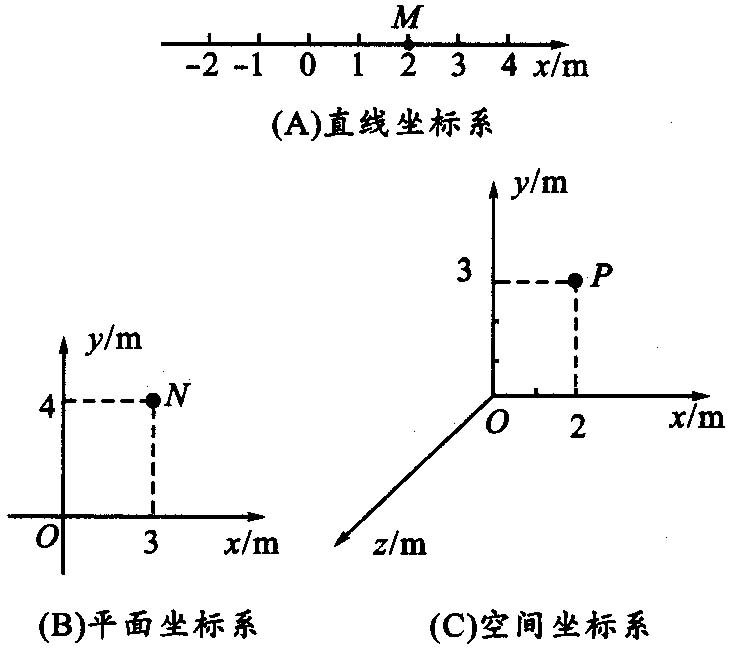 M
-2 -1 0 1 2 3 4 x/m
(A)直线坐标系
y/m
3 P
O 2 x/m
z/m
y/m
4 N
O 3 x/m
(B)平面坐标系
(C)空间坐标系